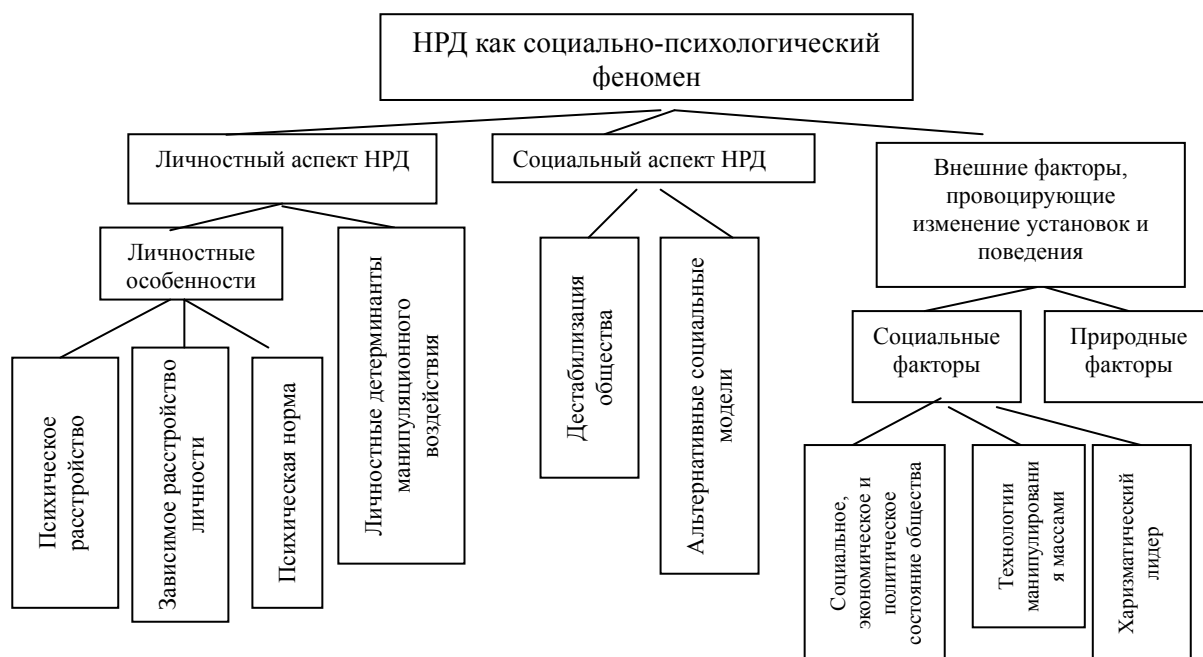 НРД как социально-психологический
феномен
Личностный аспект НРД
Социальный аспект НРД
Внешние факторы,
провоцирующие
изменение установок и
поведения
Личностные
особенности
Личностные детерминанты
манипуляционного
воздействия
Дестабилизация
общества
Альтернативные социальные
модели
Социальные
факторы
Природные
факторы
Психическое
расстройство
Зависимое расстройство
личности
Психическая норма
Социальное,
экономическое и
политическое
состояние общества
Технологии
манипулировани
я массами
Харизматический
лидер